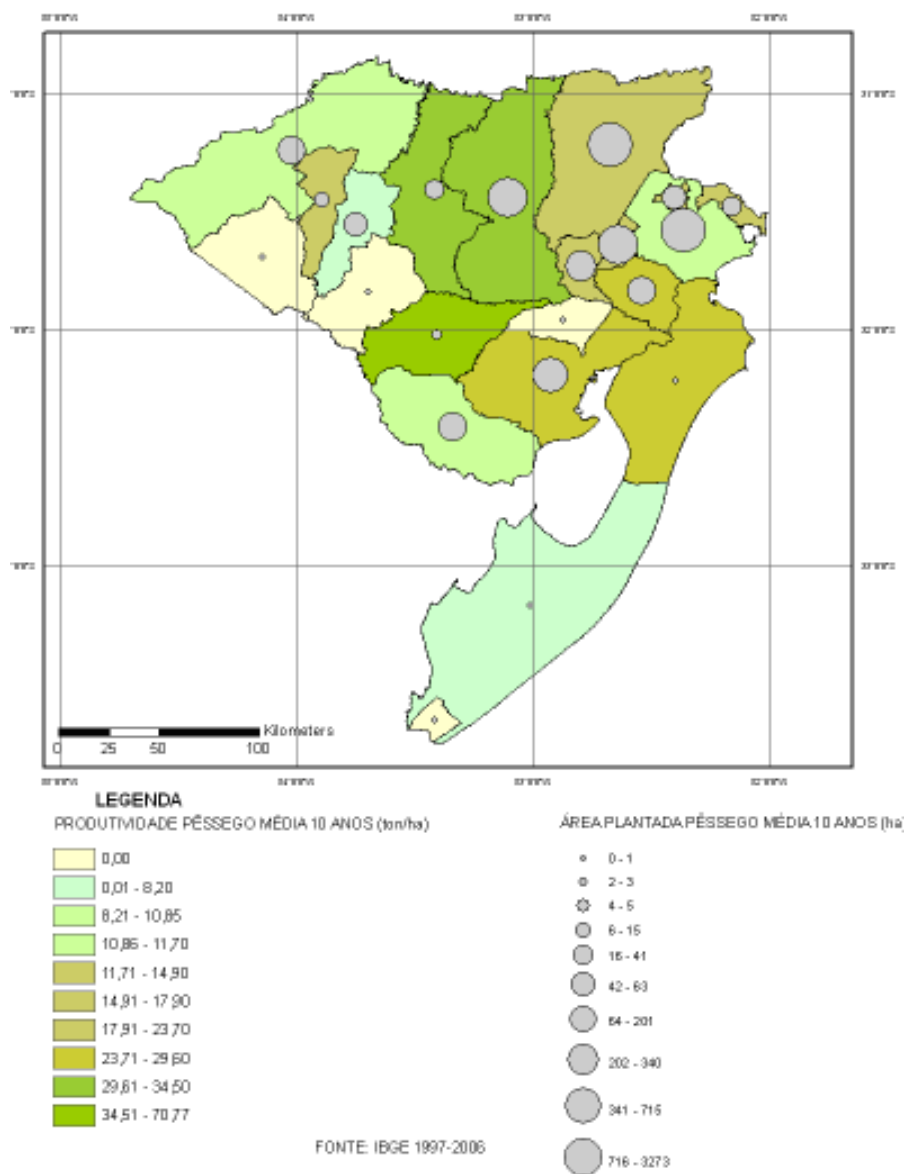 Kilometers
0 25 50 100
LEGENDA
PRODUTIVIDADE PÊSSEGO MÉDIA 10 ANOS (ton/ha)
0,00
0,01 - 8,20
8,21 - 10,85
10,86 - 11,70
11,71 - 14,90
14,91 - 17,90
17,91 - 23,70
23,71 - 29,60
29,61 - 34,50
34,51 - 70,77
ÁREA PLANTADA PÊSSEGO MÉDIA 10 ANOS (ha)
0 - 1
2 - 3
4 - 5
6 - 15
16 - 41
42 - 63
64 - 201
202 - 340
341 - 715
716 - 3273
FONTE: IBGE 1997-2006